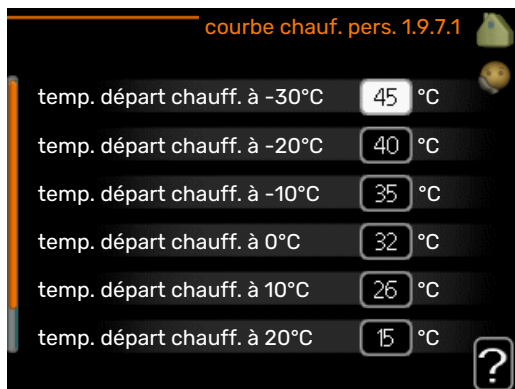 courbe chauf. pers. 1.9.7.1
temp. départ chauff. à -30°C 45 °C
temp. départ chauff. à -20°C 40 °C
temp. départ chauff. à -10°C 35 °C
temp. départ chauff. à 0°C 32 °C
temp. départ chauff. à 10°C 26 °C
temp. départ chauff. à 20°C 15 °C
?